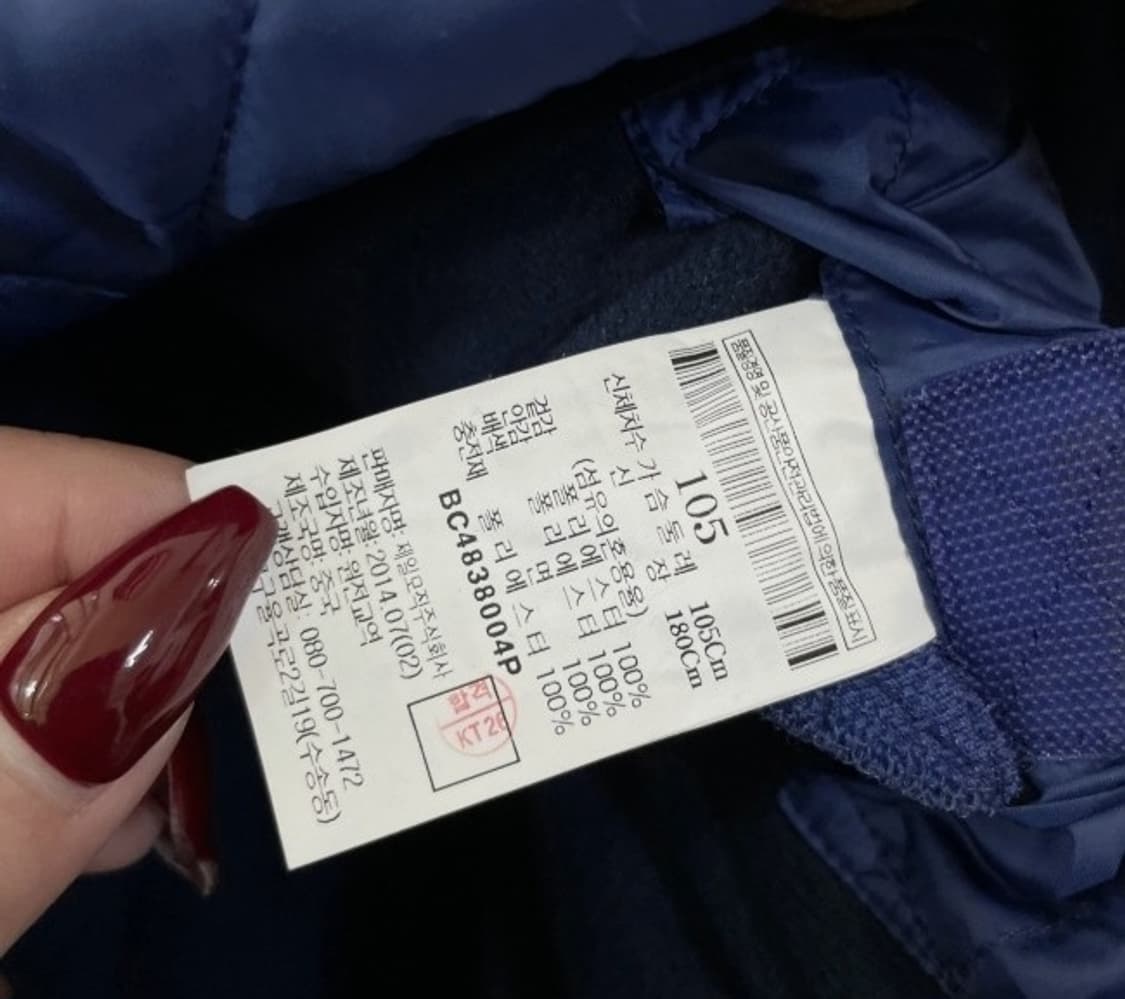 품질경영 및 공산품안전관리법에 의한 품질표시
105
신체치수 가슴둘레 105Cm
신장 180Cm
(섬유의혼용율)
겉감 폴리에스터 100%
안감 폴리에스터 100%
배색 면 100%
충전재 폴리에스터 100%
BC4838004P
판매자명: 제일모직주식회사
제조년월: 2014.07(02)
수입자명: 원전교역
제조국명: 중국
고객상담실: 080-700-1472
2길19(수송동)
합격
KT26